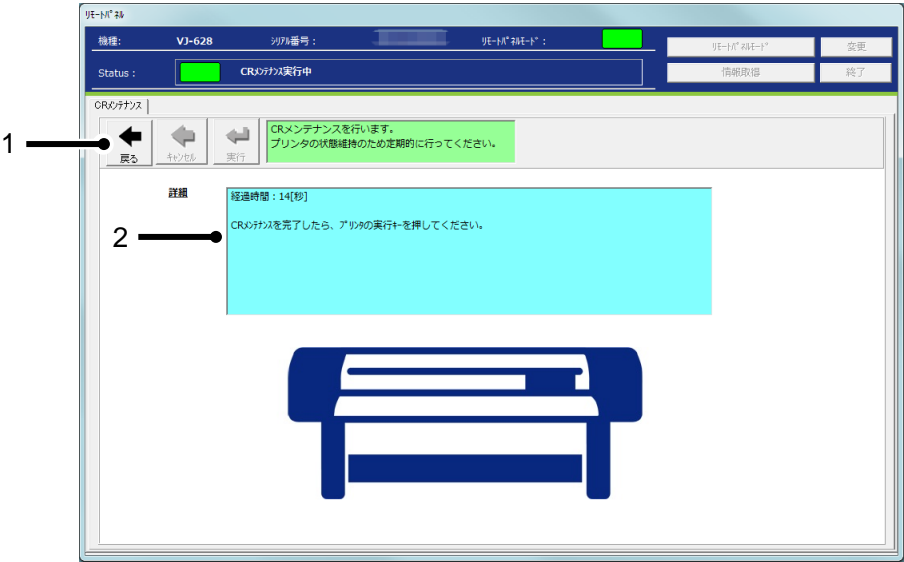 ﾘﾓｰﾄﾊﾟﾈﾙ
機種: VJ-628 ｼﾘｱﾙ番号： ﾘﾓｰﾄﾊﾟﾈﾙﾓｰﾄﾞ： ﾘﾓｰﾄﾊﾟﾈﾙﾓｰﾄﾞ 変更
Status： CRﾒﾝﾃﾅﾝｽ実行中 情報取得 終了
CRﾒﾝﾃﾅﾝｽ
1
戻る ｷｬﾝｾﾙ 実行
CRメンテナンスを行います。
プリンタの状態維持のため定期的に行ってください。
詳細
2
経過時間：14[秒]
CRﾒﾝﾃﾅﾝｽを完了したら、ﾌﾟﾘﾝﾀの実行ｷｰを押してください。